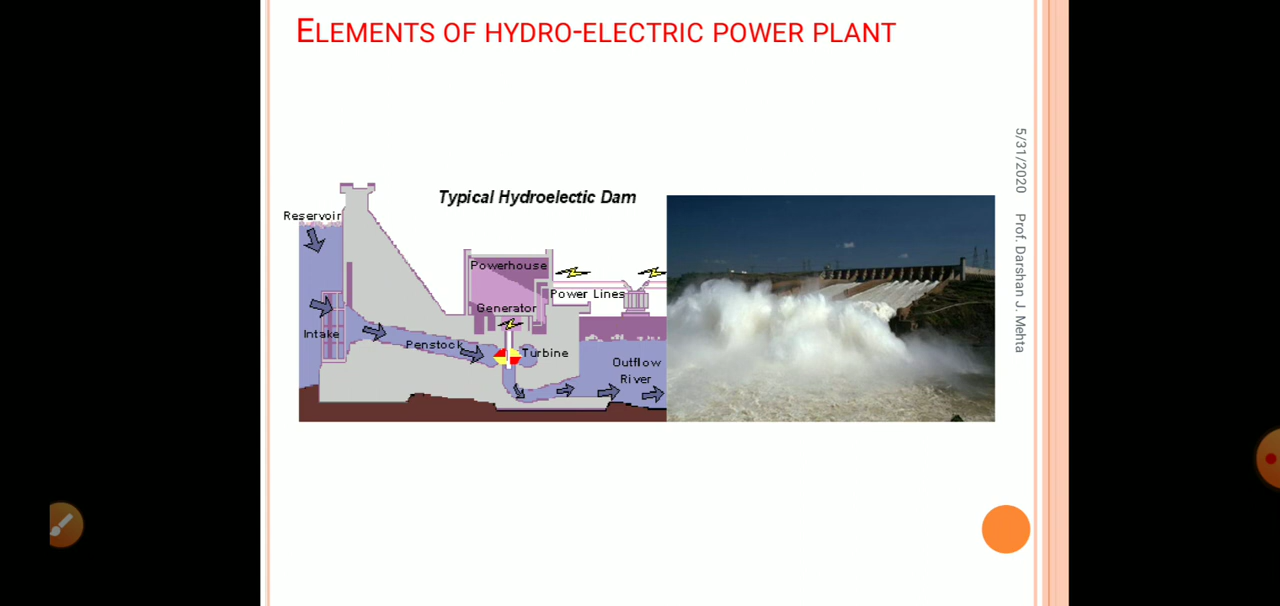 ELEMENTS OF HYDRO-ELECTRIC POWER PLANT
Typical Hydroelectic Dam
Reservoir
Powerhouse
Power Lines
Generator
Intake
Penstock
Turbine
Outflow
River
5/31/2020 Prof. Darshan J. Mehta